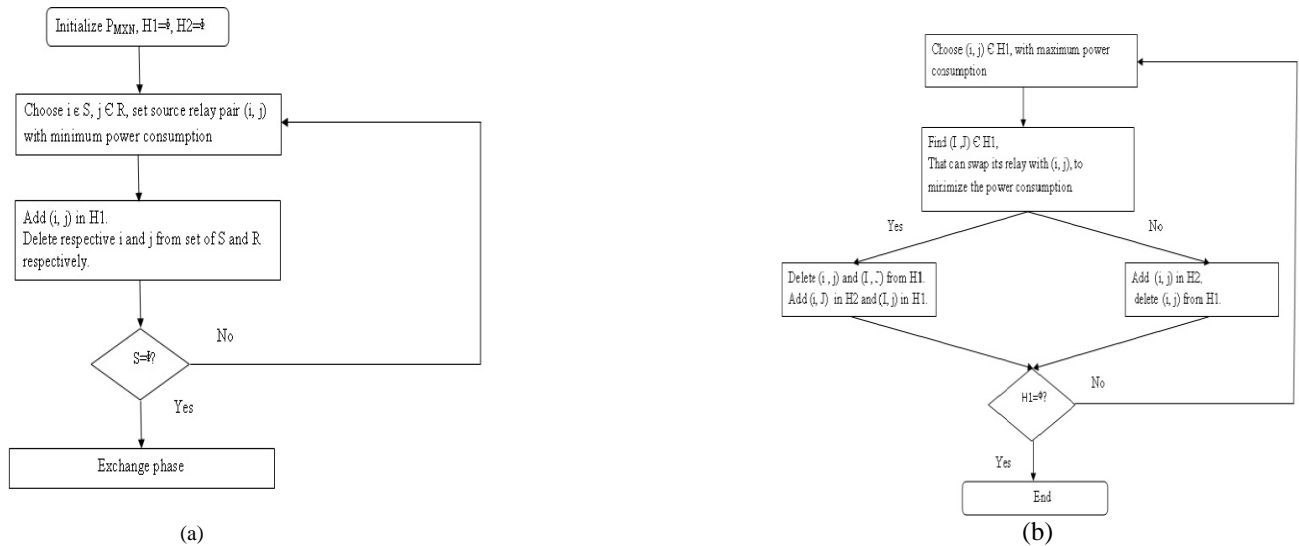 Initialize P_MXN, H1=ϕ, H2=ϕ
Choose i ε S, j Є R, set source relay pair (i, j)
with minimum power consumption
Add (i, j) in H1.
Delete respective i and j from set of S and R
respectively.
S=ϕ?
No
Yes
Exchange phase
(a)
Choose (i, j) Є H1, with maximum power
consumption
Find (I ,J) Є H1,
That can swap its relay with (i, j), to
minimize the power consumption
Yes
No
Delete (i , j) and (I , J) from H1.
Add (i, J) in H2 and (I, j) in H1.
Add (i, j) in H2,
delete (i, j) from H1.
H1=ϕ?
No
Yes
End
(b)